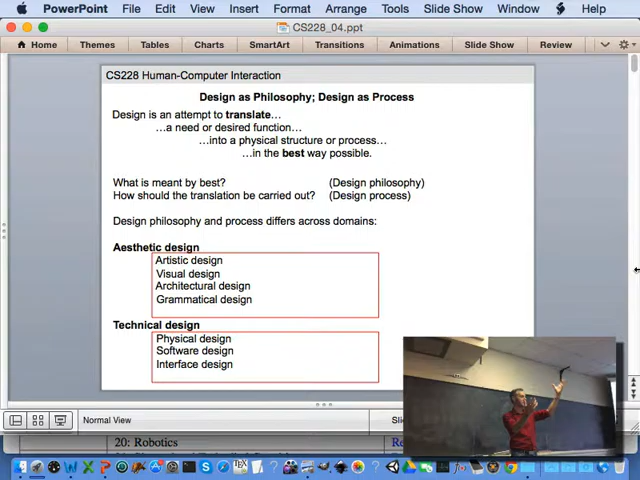 PowerPoint File Edit View Insert Format Arrange Tools Slide Show Window Help
CS228_04.ppt
Home Themes Tables Charts SmartArt Transitions Animations Slide Show Review
CS228 Human-Computer Interaction
Design as Philosophy; Design as Process
Design is an attempt to translate…
…a need or desired function…
…into a physical structure or process…
…in the best way possible.
What is meant by best? (Design philosophy)
How should the translation be carried out? (Design process)
Design philosophy and process differs across domains:
Aesthetic design
Artistic design
Visual design
Architectural design
Grammatical design
Technical design
Physical design
Software design
Interface design
Normal View
20: Robotics